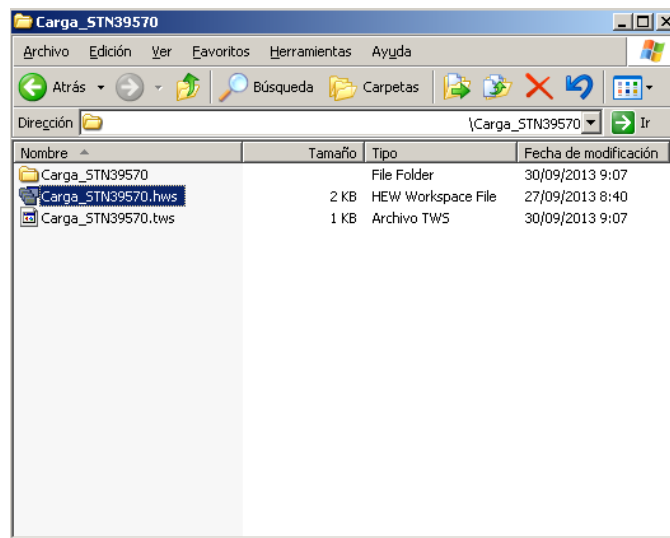 Carga_STN39570
Archivo Edición Ver Favoritos Herramientas Ayuda
Atrás Búsqueda Carpetas
Dirección \Carga_STN39570 Ir
Nombre Tamaño Tipo Fecha de modificación
Carga_STN39570 File Folder 30/09/2013 9:07
Carga_STN39570.hws 2 KB HEW Workspace File 27/09/2013 8:40
Carga_STN39570.tws 1 KB Archivo TWS 30/09/2013 9:07